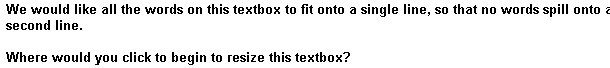 We would like all the words on this textbox to fit onto a single line, so that no words spill onto a
second line.
Where would you click to begin to resize this textbox?